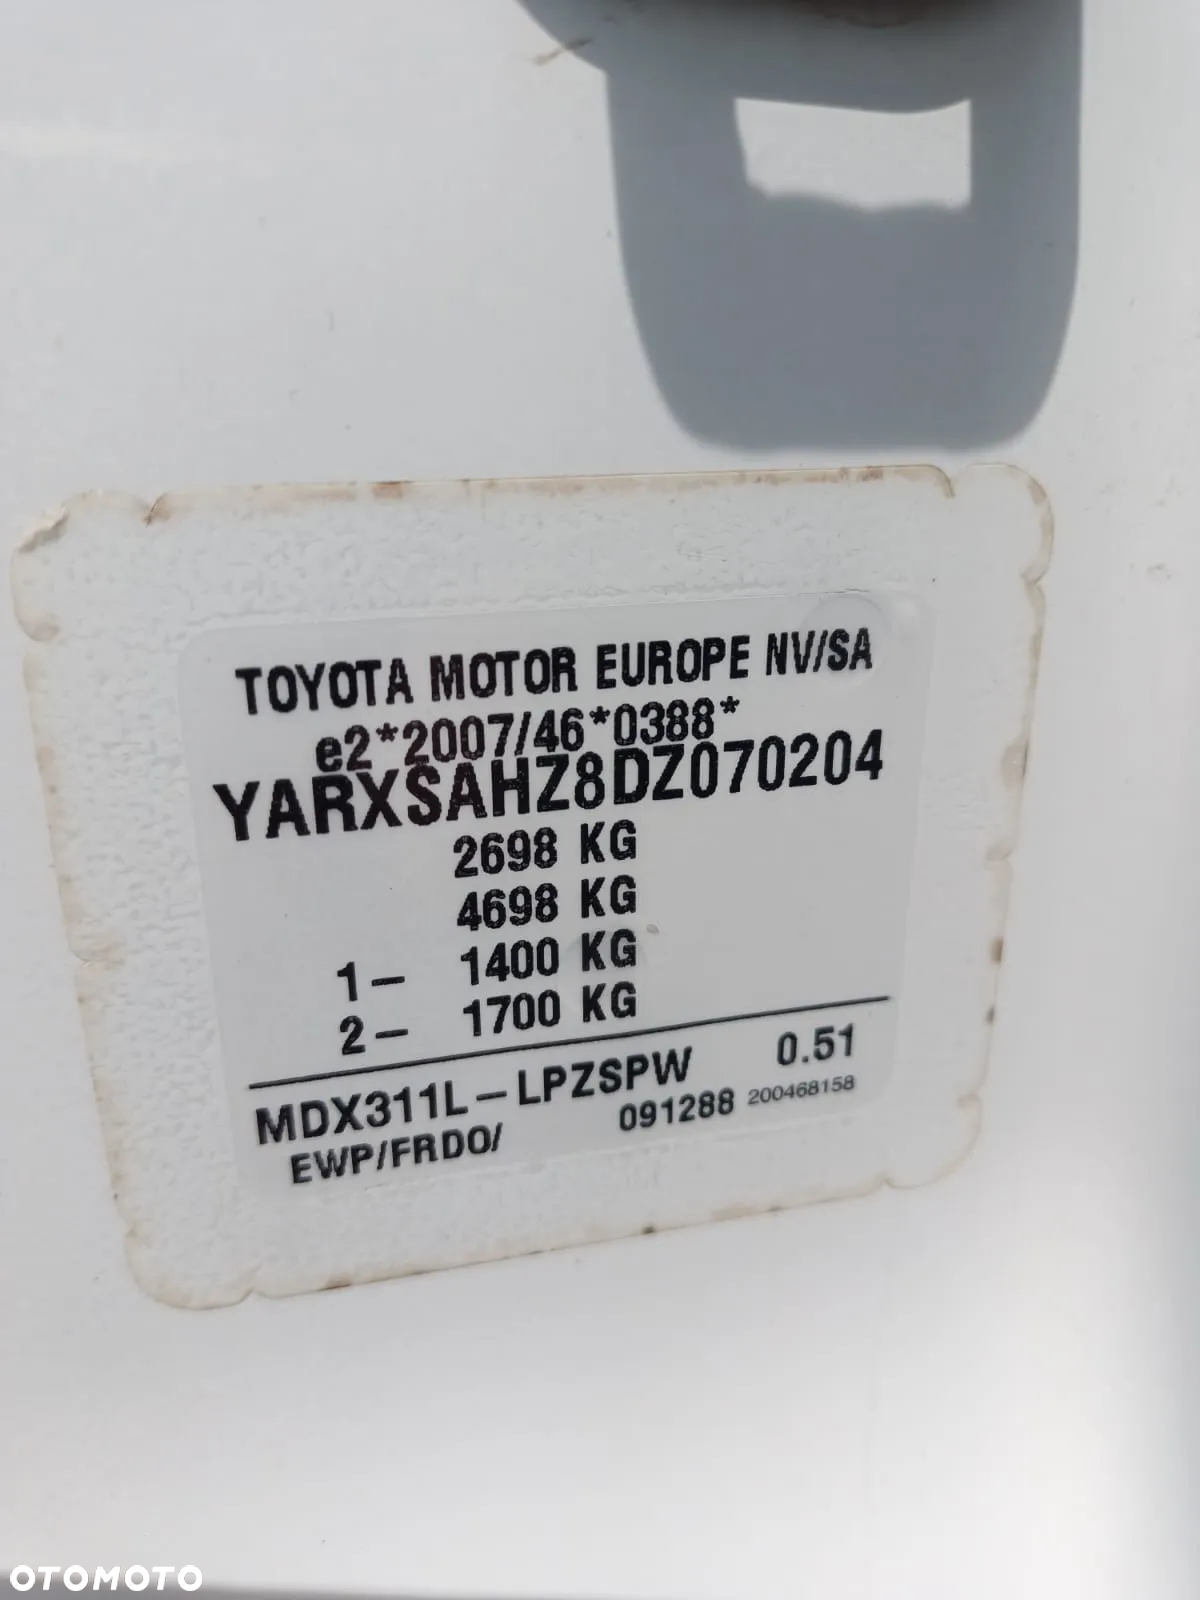 TOYOTA MOTOR EUROPE NV/SA
e2*2007/46*0388*
YARXSAHZ8DZ070204
2698 KG
4698 KG
1- 1400 KG
2- 1700 KG
MDX311L-LPZSPW 0.51
EWP/FRDO/ 091288 200468158
OTOMOTO